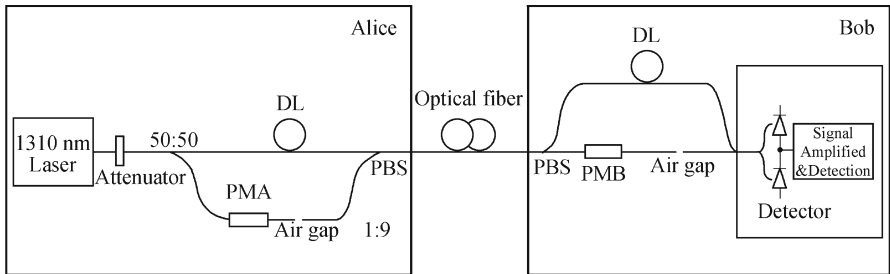 Alice
Bob
DL
DL
Optical fiber
1310 nm
Laser
50:50
Attenuator
PBS
PMA
Air gap
1:9
PBS
PMB
Air gap
Signal
Amplified
&Detection
Detector